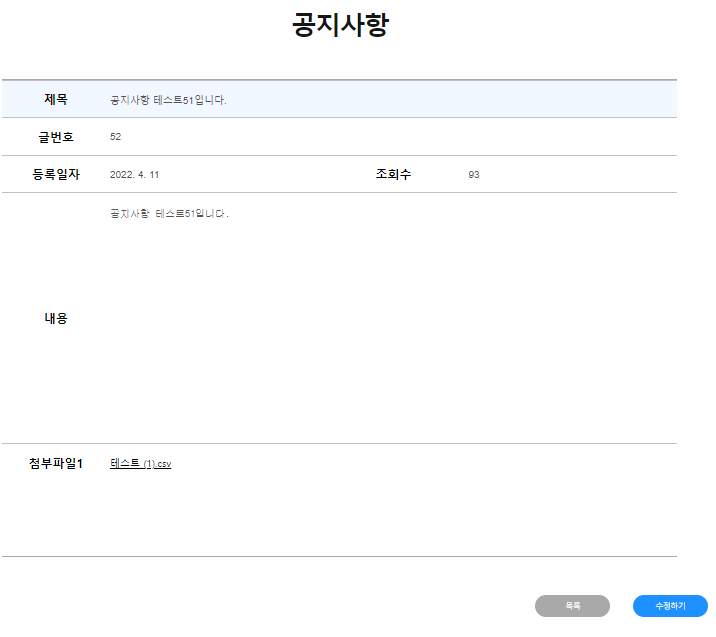 공지사항
제목 공지사항 테스트51입니다.
글번호 52
등록일자 2022. 4. 11 조회수 93
공지사항 테스트51입니다.
내용
첨부파일1 테스트 (1).csv
목록 수정하기